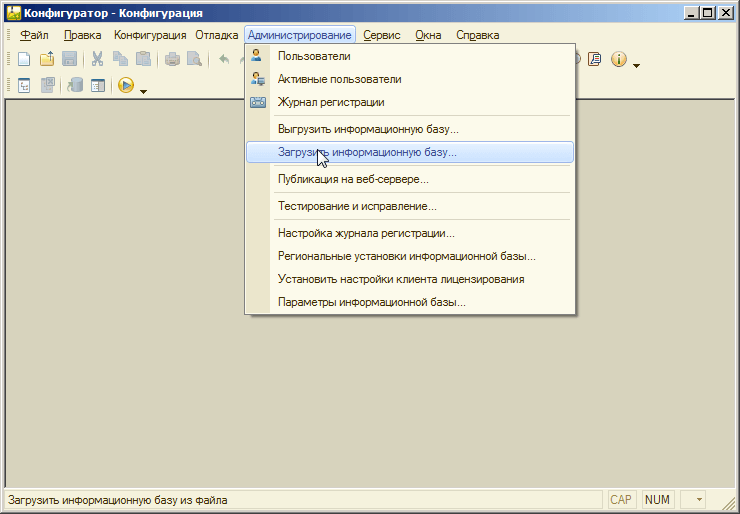 Конфигуратор - Конфигурация
Файл Правка Конфигурация Отладка Администрирование Сервис Окна Справка
Пользователи
Активные пользователи
Журнал регистрации
Выгрузить информационную базу...
Загрузить информационную базу...
Публикация на веб-сервере...
Тестирование и исправление...
Настройка журнала регистрации...
Региональные установки информационной базы...
Установить настройки клиента лицензирования
Параметры информационной базы...
Загрузить информационную базу из файла CAP NUM